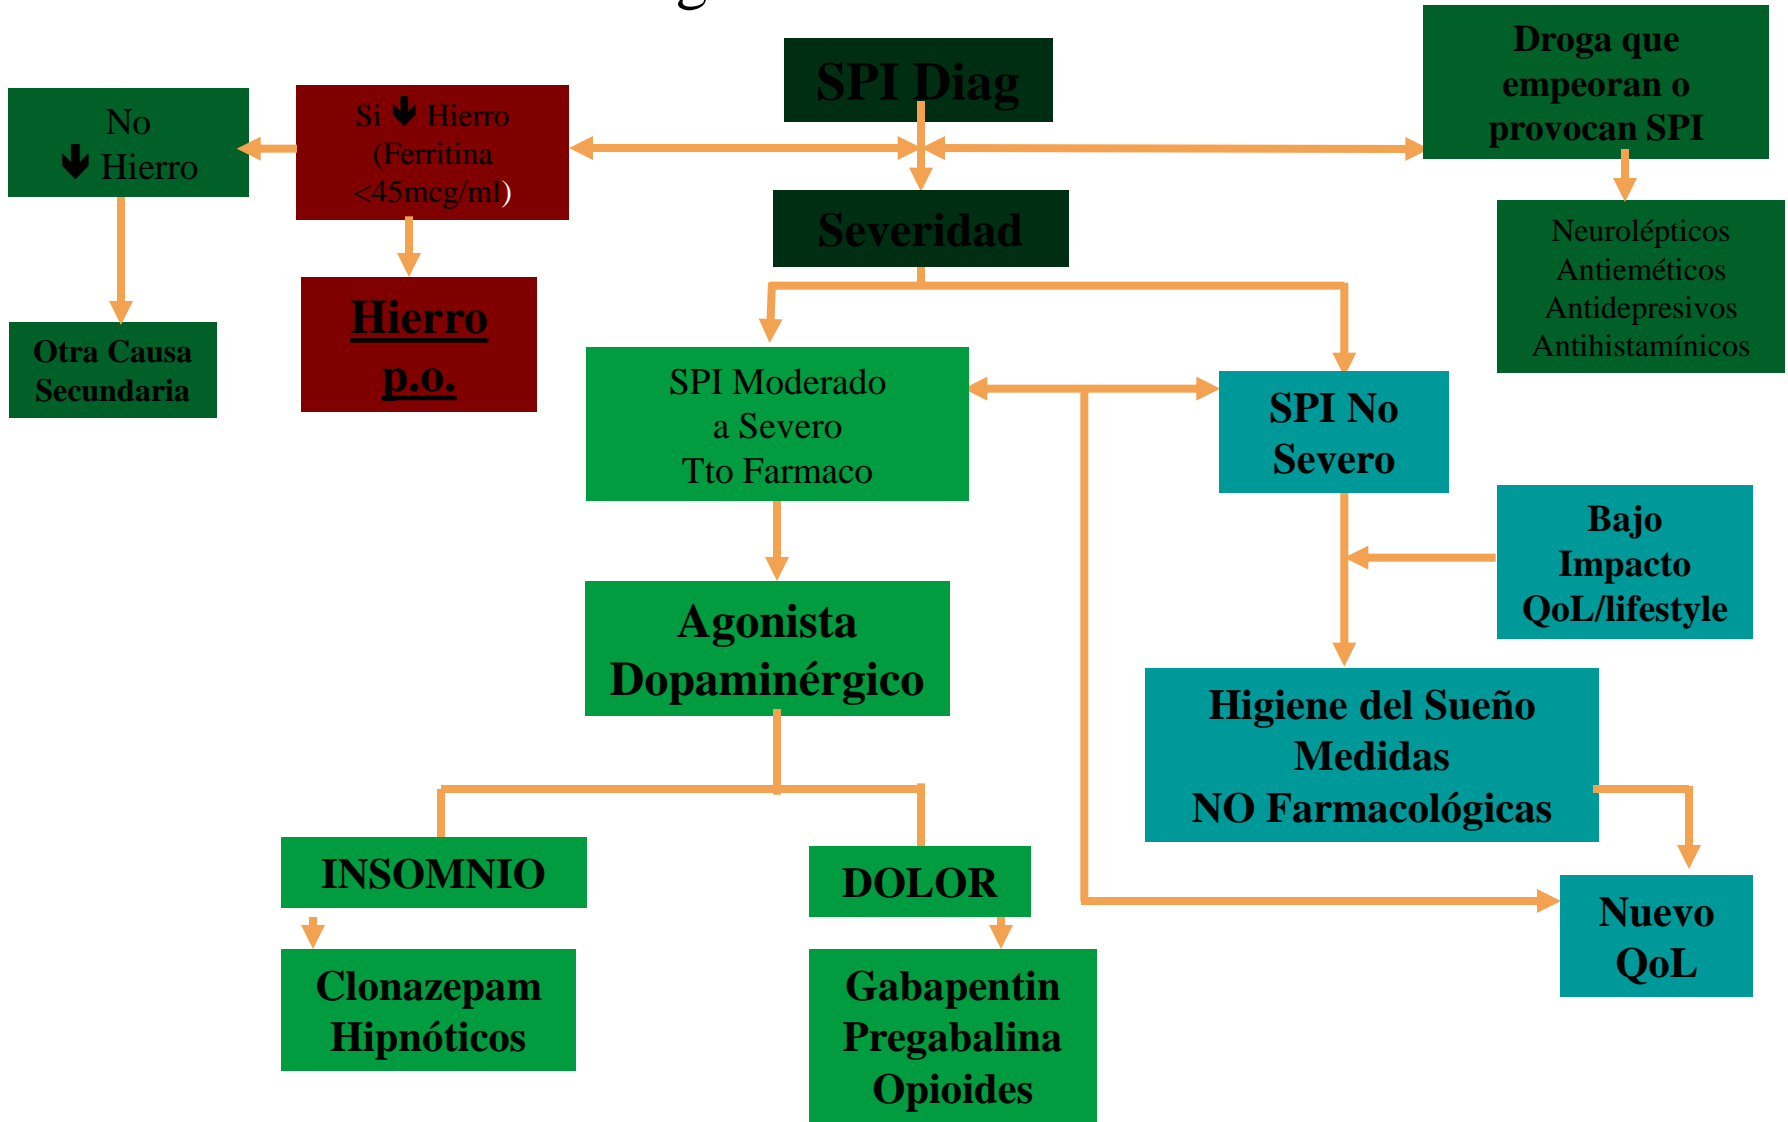 SPI Diag
Droga que
empeoran o
provocan SPI
No
🡻 Hierro
Si 🡻 Hierro
(Ferritina
<45mcg/ml)
Severidad
Neurolépticos
Antieméticos
Antidepresivos
Antihistamínicos
Hierro
p.o.
Otra Causa
Secundaria
SPI Moderado
a Severo
Tto Farmaco
SPI No
Severo
Bajo
Impacto
QoL/lifestyle
Agonista
Dopaminérgico
Higiene del Sueño
Medidas
NO Farmacológicas
INSOMNIO
DOLOR
Nuevo
QoL
Clonazepam
Hipnóticos
Gabapentin
Pregabalina
Opioides